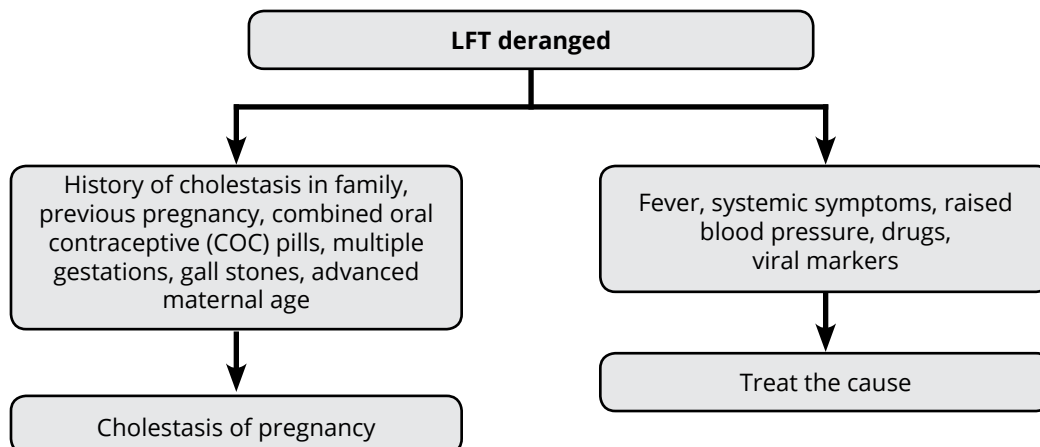 LFT deranged
History of cholestasis in family,
previous pregnancy, combined oral
contraceptive (COC) pills, multiple
gestations, gall stones, advanced
maternal age
Fever, systemic symptoms, raised
blood pressure, drugs,
viral markers
Treat the cause
Cholestasis of pregnancy